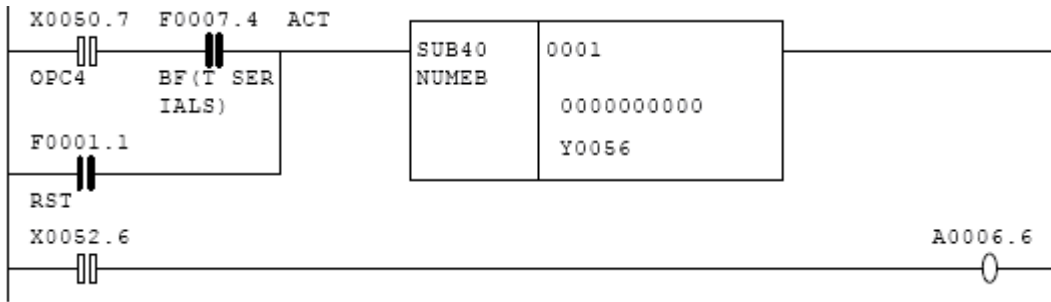 X0050.7 F0007.4 ACT
SUB40 0001
OPC4 BF(T SER NUMEB
IALS) 0000000000
F0001.1 Y0056
RST
X0052.6 A0006.6